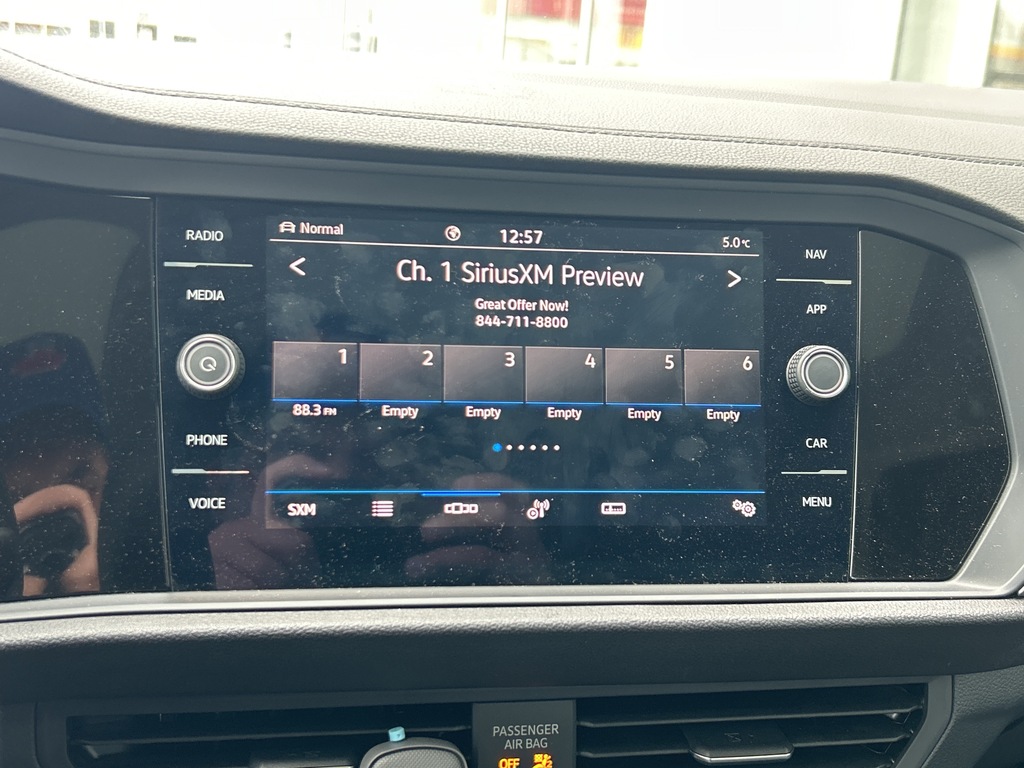 RADIO
MEDIA
PHONE
VOICE
Normal 12:57 5.0°C
< Ch. 1 SiriusXM Preview >
Great Offer Now!
844-711-8800
1 2 3 4 5 6
88.3 FM Empty Empty Empty Empty Empty
SXM
NAV
APP
CAR
MENU
PASSENGER
AIR BAG
OFF